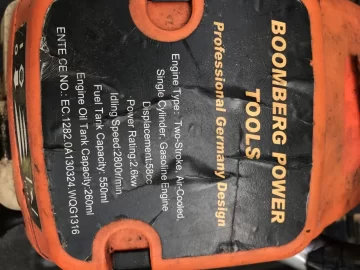 BOOMBERG POWER
TOOLS
Professional Germany Design
Engine Type: Two-Stroke, Air-Cooled,
Single Cylinder, Gasoline Engine
Displacement:58cc
Power Rating:2.6kw
Idling Speed:2800r/min
Fuel Tank Capacity: 550ml
Engine Oil Tank Capacity 260ml
ENTE CE NO.: EC.1282.0A130324.WQG1316